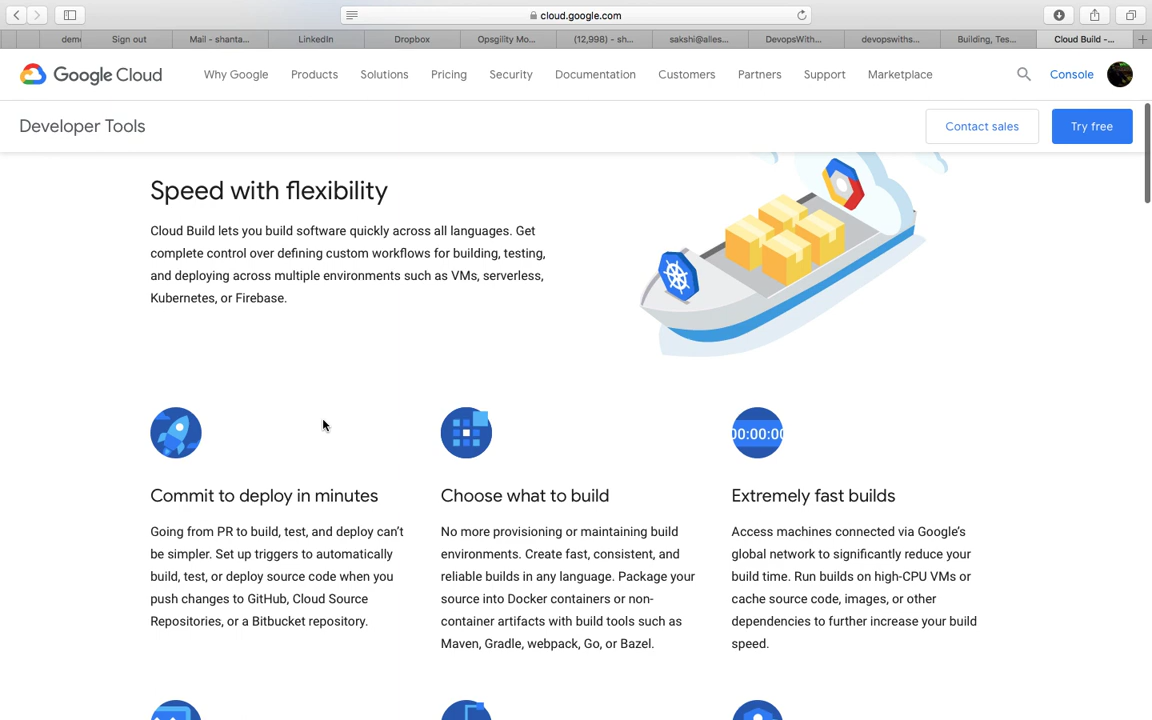 cloud.google.com
demo
Sign out
Mail - shanta...
LinkedIn
Dropbox
Opsgility Mo...
(12,998) - sh...
sakshi@alles...
DevopsWith...
devopswiths...
Building, Tes...
Cloud Build -...
Google Cloud
Why Google
Products
Solutions
Pricing
Security
Documentation
Customers
Partners
Support
Marketplace
Console
Developer Tools
Contact sales
Try free
Speed with flexibility
Cloud Build lets you build software quickly across all languages. Get
complete control over defining custom workflows for building, testing,
and deploying across multiple environments such as VMs, serverless,
Kubernetes, or Firebase.
00:00:00
Commit to deploy in minutes
Going from PR to build, test, and deploy can’t
be simpler. Set up triggers to automatically
build, test, or deploy source code when you
push changes to GitHub, Cloud Source
Repositories, or a Bitbucket repository.
Choose what to build
No more provisioning or maintaining build
environments. Create fast, consistent, and
reliable builds in any language. Package your
source into Docker containers or non-
container artifacts with build tools such as
Maven, Gradle, webpack, Go, or Bazel.
Extremely fast builds
Access machines connected via Google’s
global network to significantly reduce your
build time. Run builds on high-CPU VMs or
cache source code, images, or other
dependencies to further increase your build
speed.